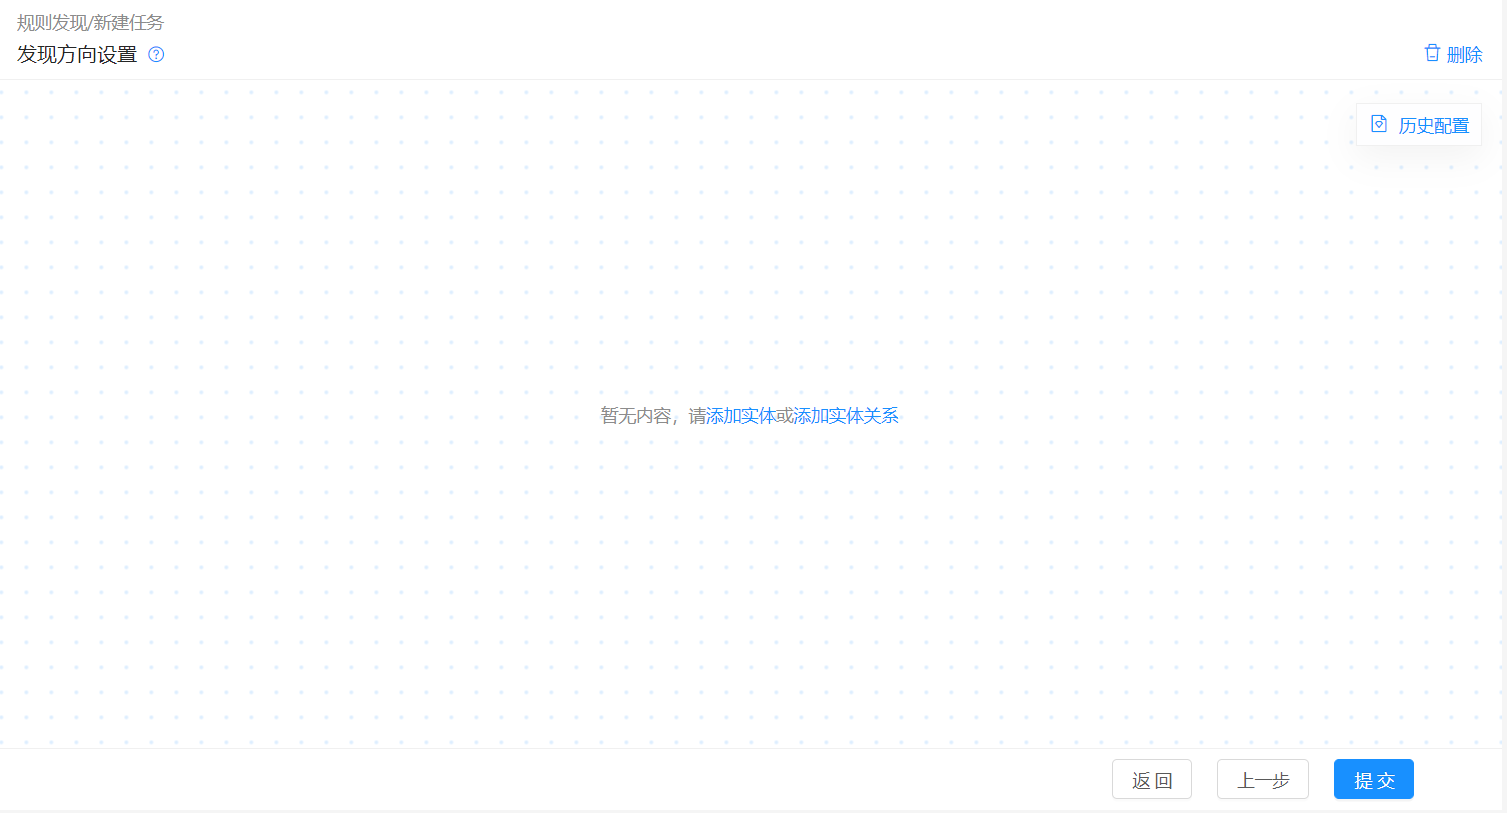 规则发现/新建任务
发现方向设置
删除
历史配置
暂无内容，请添加实体或添加实体关系
返 回
上一步
提 交